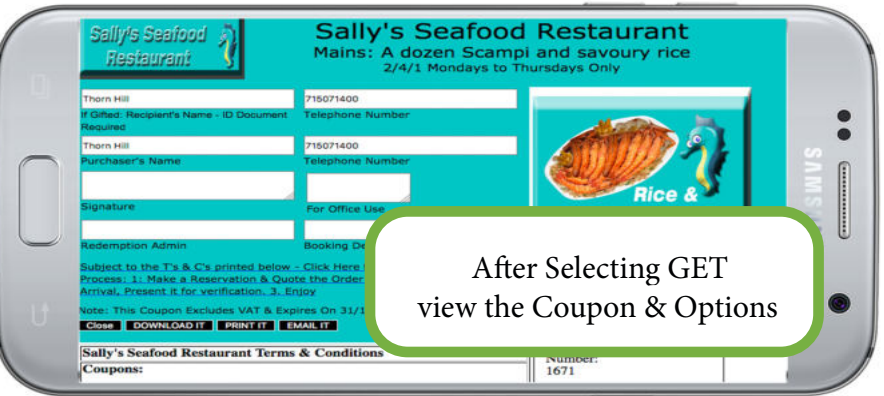 Sally's Seafood
Restaurant
Sally's Seafood Restaurant
Mains: A dozen Scampi and savoury rice
2/4/1 Mondays to Thursdays Only
Thorn Hill
715071400
If Gifted: Recipient's Name - ID Document
Required
Telephone Number
Thorn Hill
715071400
Purchaser's Name
Telephone Number
Signature
For Office Use
Redemption Admin
Booking
Subject to the T's & C's printed below - Click Here
Process: 1: Make a Reservation & Quote the Order
Arrival, Present it for verification. 3. Enjoy
Note: This Coupon Excludes VAT & Expires On
Close DOWNLOAD IT PRINT IT EMAIL IT
Sally's Seafood Restaurant Terms & Conditions
Coupons:
Rice &
Number:
1671
After Selecting GET
view the Coupon & Options
SAMSU